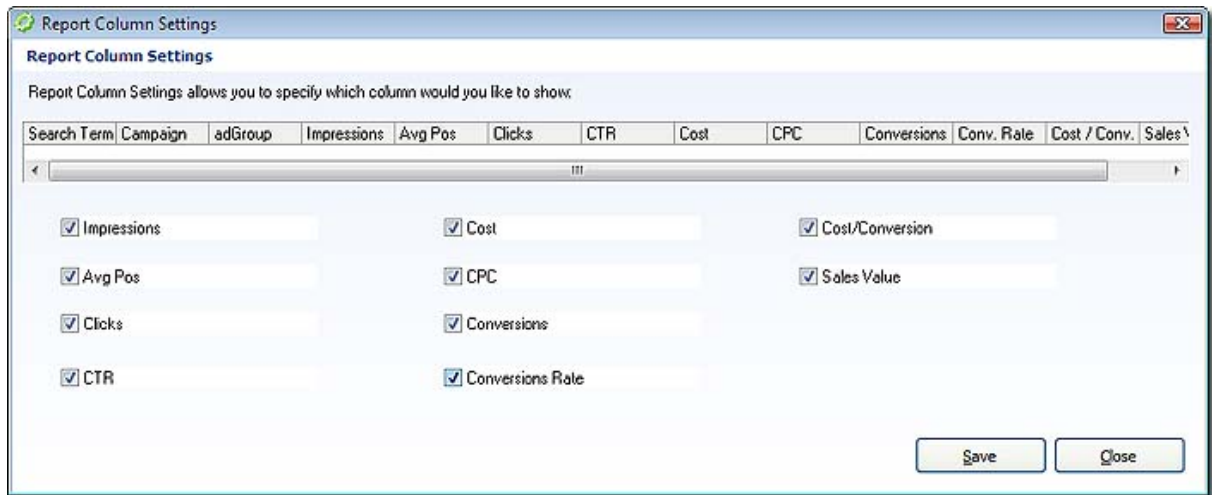 Report Column Settings
Report Column Settings
Report Column Settings allows you to specify which column would you like to show:
Search Term Campaign adGroup Impressions Avg Pos Clicks CTR Cost CPC Conversions Conv. Rate Cost / Conv. Sales
Impressions Cost Cost/Conversion
Avg Pos CPC Sales Value
Clicks Conversions
CTR Conversions Rate
Save Close